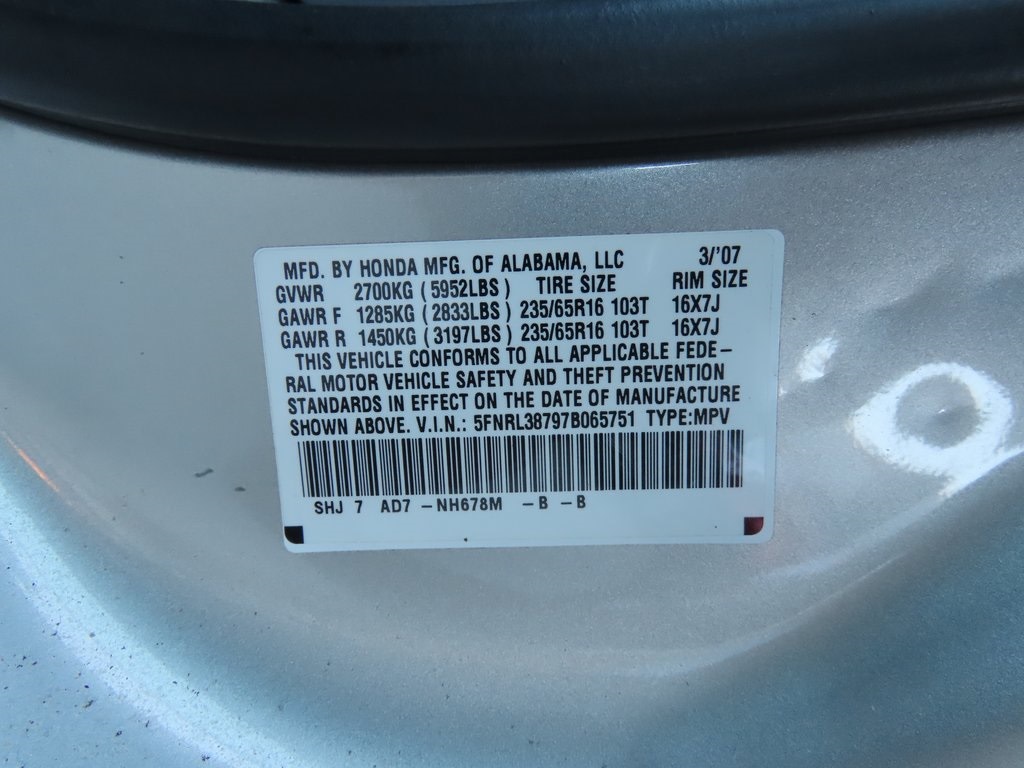 MFD. BY HONDA MFG. OF ALABAMA, LLC 3/'07
GVWR 2700KG (5952LBS) TIRE SIZE RIM SIZE
GAWR F 1285KG (2833LBS) 235/65R16 103T 16X7J
GAWR R 1450KG (3197LBS) 235/65R16 103T 16X7J
THIS VEHICLE CONFORMS TO ALL APPLICABLE FEDE-
RAL MOTOR VEHICLE SAFETY AND THEFT PREVENTION
STANDARDS IN EFFECT ON THE DATE OF MANUFACTURE
SHOWN ABOVE. V.I.N.: 5FNRL38797B065751 TYPE:MPV
SHJ 7 AD7 -NH678M -B -B